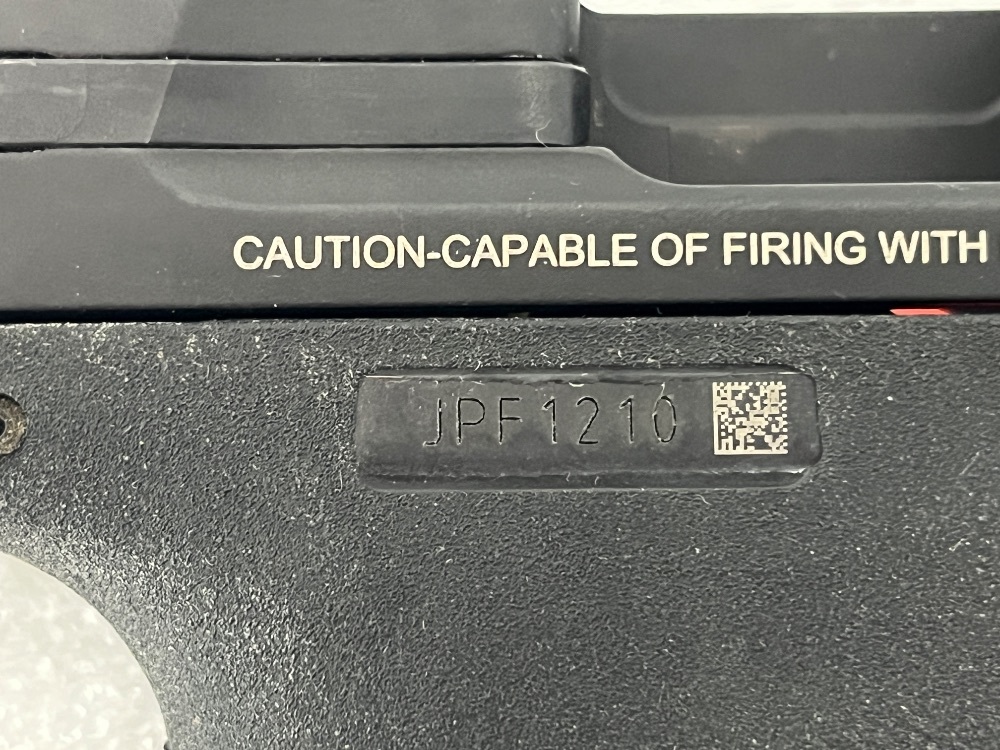 CAUTION-CAPABLE OF FIRING WITH
JPF1210